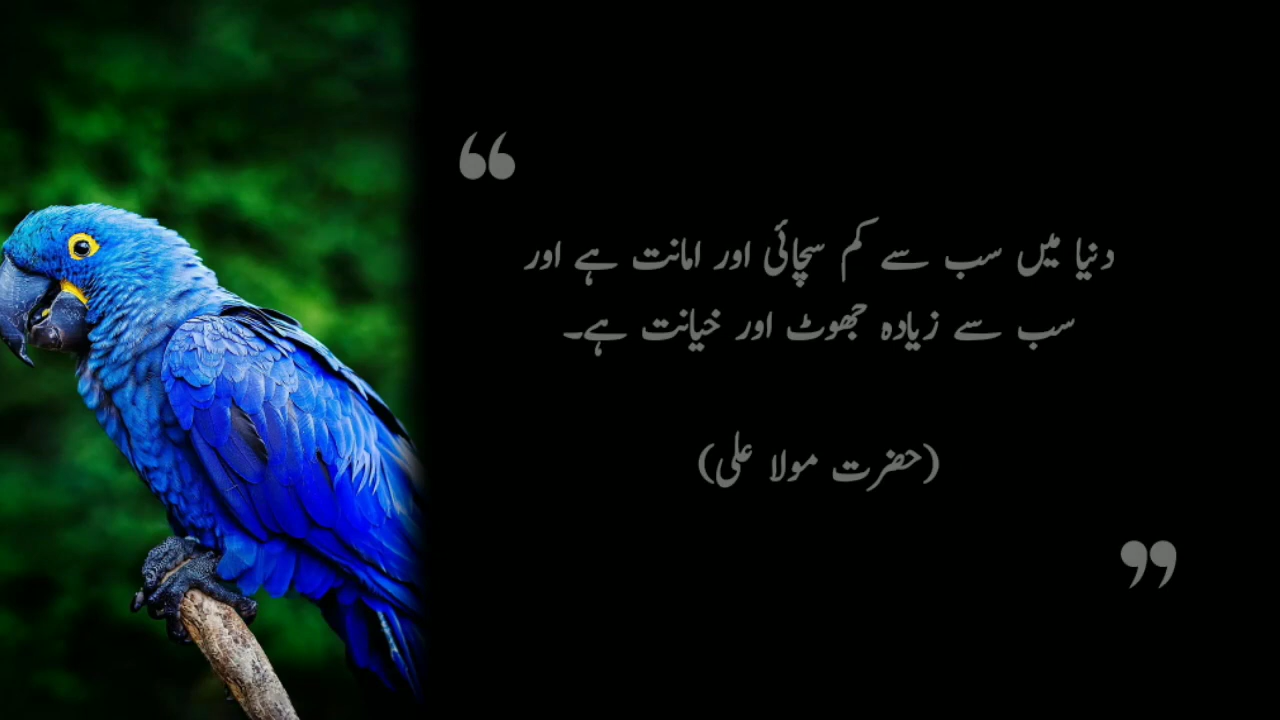 ❝
دنیا میں سب سے کم سچائی اور امانت ہے اور
سب سے زیادہ جھوٹ اور خیانت ہے۔
(حضرت مولا علی)
❞